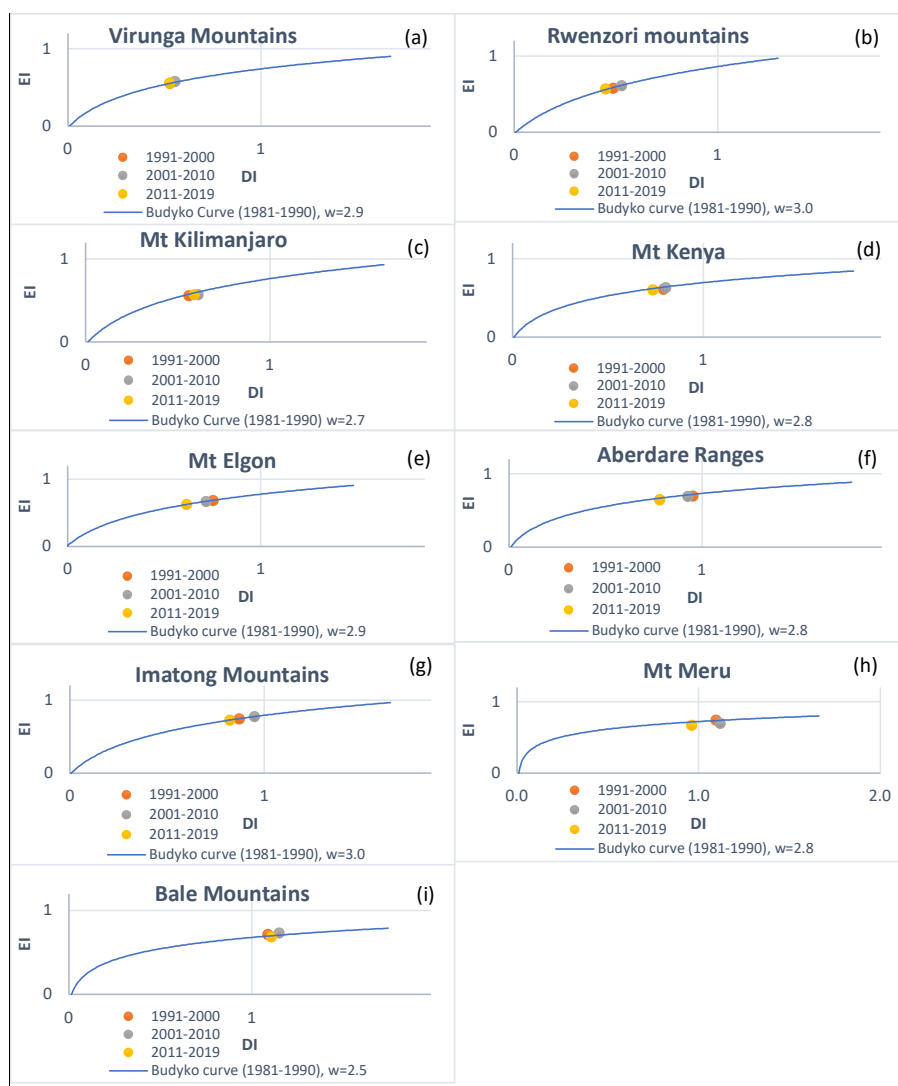 Virunga Mountains
(a)
EI
1
0
0
1
1991-2000
2001-2010
DI
2011-2019
Budyko Curve (1981-1990), w=2.9
Rwenzori mountains
(b)
EI
1
0
0
1
1991-2000
2001-2010
DI
2011-2019
Budyko curve (1981-1990), w=3.0
Mt Kilimanjaro
(c)
EI
1
0
0
1
1991-2000
2001-2010
DI
2011-2019
Budyko Curve (1981-1990) w=2.7
Mt Kenya
(d)
EI
1
0
0
1
1991-2000
2001-2010
DI
2011-2019
Budyko curve (1981-1990) w=2.8
Mt Elgon
(e)
EI
1
0
0
1
1991-2000
2001-2010
DI
2011-2019
Budyko curve (1981-1990), w=2.9
Aberdare Ranges
(f)
EI
1
0
0
1
1991-2000
2001-2010
DI
2011-2019
Budyko curve (1981-1990), w=2.8
Imatong Mountains
(g)
EI
1
0
0
1
1991-2000
2001-2010
DI
2011-2019
Budyko curve (1981-1990), w=3.0
Mt Meru
(h)
EI
1
0
0.0
1.0
2.0
1991-2000
2001-2010
DI
2011-2019
Budyko curve (1981-1990), w=2.8
Bale Mountains
(i)
EI
1
0
0
1
1991-2000
2001-2010
DI
2011-2019
Budyko curve (1981-1990), w=2.5